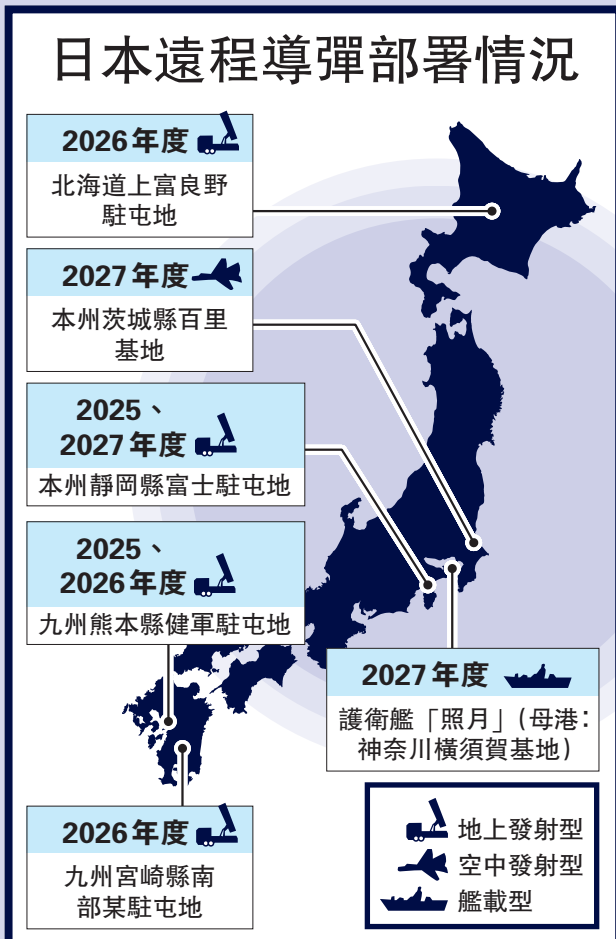 日本遠程導彈部署情況
2026年度
北海道上富良野
駐屯地
2027年度
本州茨城縣百里
基地
2025、
2027年度
本州靜岡縣富士駐屯地
2025、
2026年度
九州熊本縣健軍駐屯地
2027年度
護衛艦「照月」(母港：
神奈川橫須賀基地)
2026年度
九州宮崎縣南
部某駐屯地
地上發射型
空中發射型
艦載型